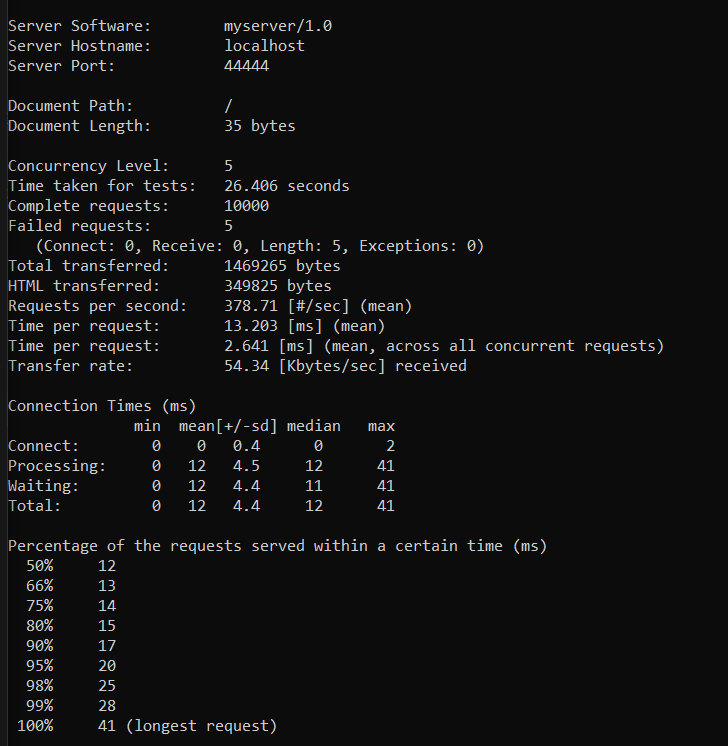 Server Software:        myserver/1.0
Server Hostname:        localhost
Server Port:            44444

Document Path:          /
Document Length:        35 bytes

Concurrency Level:      5
Time taken for tests:   26.406 seconds
Complete requests:      10000
Failed requests:        5
   (Connect: 0, Receive: 0, Length: 5, Exceptions: 0)
Total transferred:      1469265 bytes
HTML transferred:       349825 bytes
Requests per second:    378.71 [#/sec] (mean)
Time per request:       13.203 [ms] (mean)
Time per request:       2.641 [ms] (mean, across all concurrent requests)
Transfer rate:          54.34 [Kbytes/sec] received

Connection Times (ms)
              min  mean[+/-sd] median   max
Connect:        0    0   0.4      0       2
Processing:     0   12   4.5     12      41
Waiting:        0   12   4.4     11      41
Total:          0   12   4.4     12      41

Percentage of the requests served within a certain time (ms)
  50%     12
  66%     13
  75%     14
  80%     15
  90%     17
  95%     20
  98%     25
  99%     28
 100%     41 (longest request)